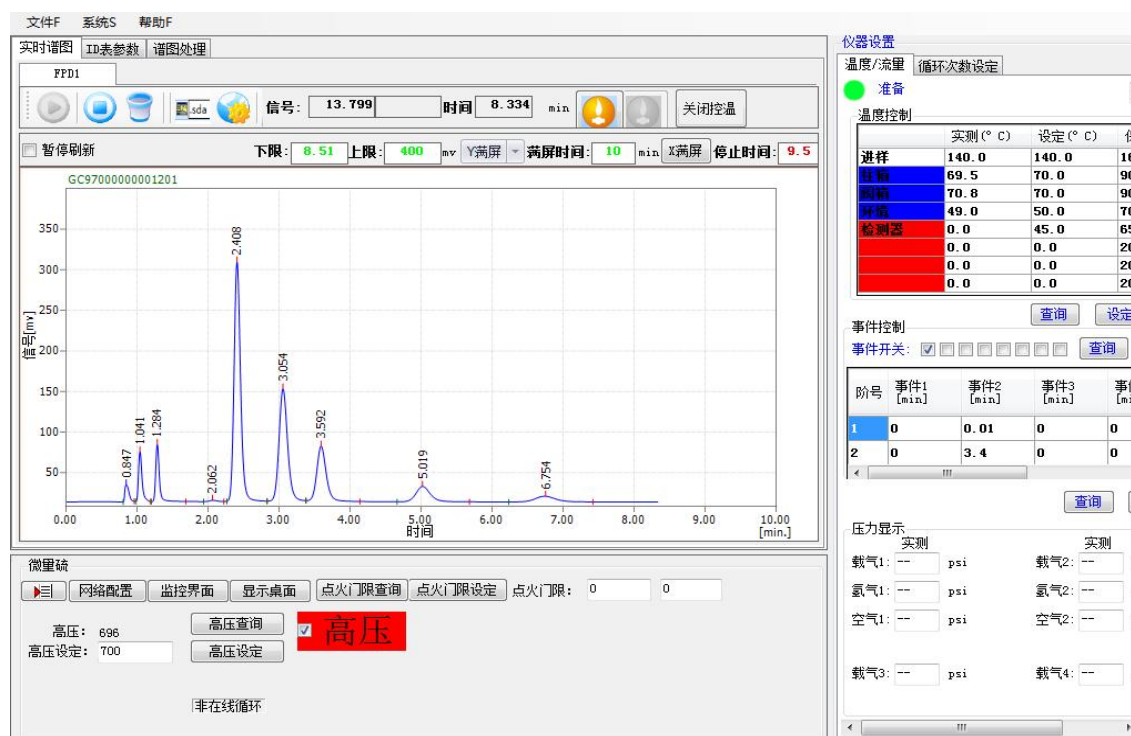 文件F 系统S 帮助F
实时谱图 ID表参数 谱图处理
FPD1
.sda 信号: 13.799 时间 8.334 min 关闭控温
暂停刷新 下限: 8.51 上限: 400 mv Y满屏 满屏时间: 10 min X满屏 停止时间: 9.5
GC97000000001201
信号[mv]
350
300
250
200
150
100
50
0.847
1.041
1.284
2.062
2.408
3.054
3.592
5.019
6.754
0.00 1.00 2.00 3.00 4.00 5.00 6.00 7.00 8.00 9.00 10.00
时间 [min.]
微量硫
网络配置 监控界面 显示桌面 点火门限查询 点火门限设定 点火门限: 0 0
高压: 696 高压查询 高压
高压设定: 700 高压设定
非在线循环
仪器设置
温度/流量 循环次数设定
准备
温度控制
实测(° C) 设定(° C)
进样 140.0 140.0
柱箱 69.5 70.0
阀箱 70.8 70.0
49.0 50.0
检测器 0.0 45.0
0.0 0.0
0.0 0.0
0.0 0.0
查询 设定
事件控制
事件开关: 查询
阶号 事件1 [min] 事件2 [min] 事件3 [min]
1 0 0.01 0 0
2 0 3.4 0 0
查询
压力显示
实测 实测
载气1: -- psi 载气2: --
氢气1: -- psi 氢气2: --
空气1: -- psi 空气2: --
载气3: -- psi 载气4: --